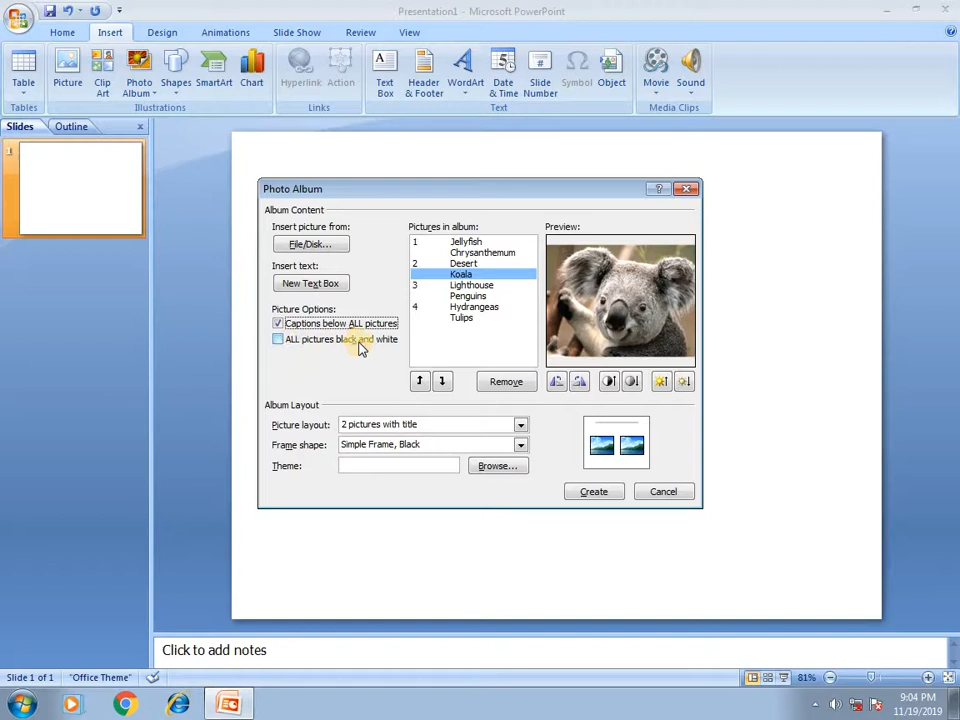 Presentation1 - Microsoft PowerPoint
Home Insert Design Animations Slide Show Review View
Table Picture Clip Art Photo Album Shapes SmartArt Chart Hyperlink Action Text Box Header & Footer WordArt Date & Time Slide Number Symbol Object Movie Sound
Tables Illustrations Links Text Media Clips
Slides Outline
1
Photo Album
Album Content
Insert picture from:
File/Disk...
Insert text:
New Text Box
Picture Options:
Captions below ALL pictures
ALL pictures black and white
Pictures in album:
1 Jellyfish
Chrysanthemum
2 Desert
Koala
3 Lighthouse
Penguins
4 Hydrangeas
Tulips
Remove
Preview:
Album Layout
Picture layout: 2 pictures with title
Frame shape: Simple Frame, Black
Theme: Browse...
Create Cancel
Click to add notes
Slide 1 of 1 "Office Theme" 81%
9:04 PM
11/19/2019